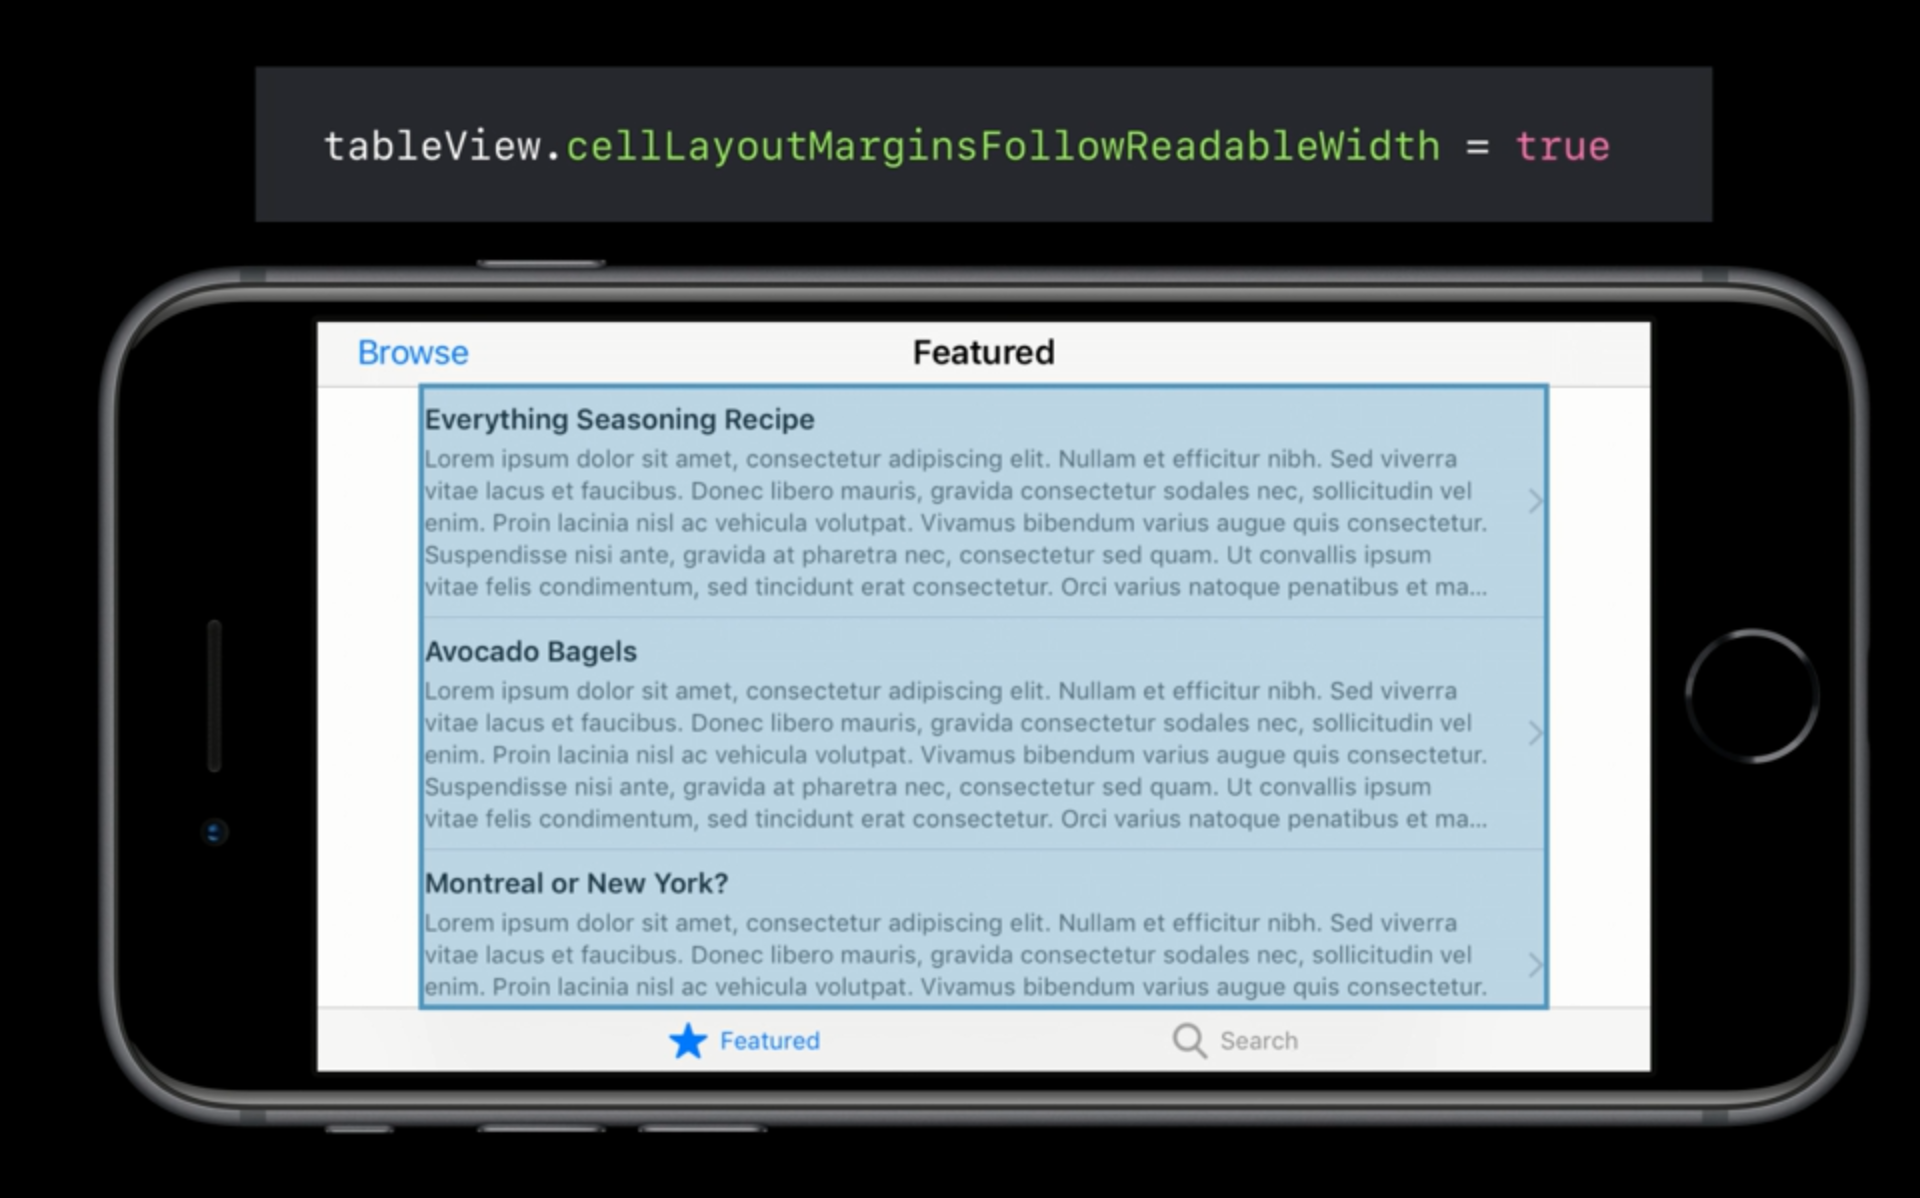 tableView.cellLayoutMarginsFollowReadableWidth = true
Browse
Featured
Everything Seasoning Recipe
Lorem ipsum dolor sit amet, consectetur adipiscing elit. Nullam et efficitur nibh. Sed viverra
vitae lacus et faucibus. Donec libero mauris, gravida consectetur sodales nec, sollicitudin vel
enim. Proin lacinia nisl ac vehicula volutpat. Vivamus bibendum varius augue quis consectetur.
Suspendisse nisi ante, gravida at pharetra nec, consectetur sed quam. Ut convallis ipsum
vitae felis condimentum, sed tincidunt erat consectetur. Orci varius natoque penatibus et ma...
Avocado Bagels
Lorem ipsum dolor sit amet, consectetur adipiscing elit. Nullam et efficitur nibh. Sed viverra
vitae lacus et faucibus. Donec libero mauris, gravida consectetur sodales nec, sollicitudin vel
enim. Proin lacinia nisl ac vehicula volutpat. Vivamus bibendum varius augue quis consectetur.
Suspendisse nisi ante, gravida at pharetra nec, consectetur sed quam. Ut convallis ipsum
vitae felis condimentum, sed tincidunt erat consectetur. Orci varius natoque penatibus et ma...
Montreal or New York?
Lorem ipsum dolor sit amet, consectetur adipiscing elit. Nullam et efficitur nibh. Sed viverra
vitae lacus et faucibus. Donec libero mauris, gravida consectetur sodales nec, sollicitudin vel
enim. Proin lacinia nisl ac vehicula volutpat. Vivamus bibendum varius augue quis consectetur.
Featured
Search